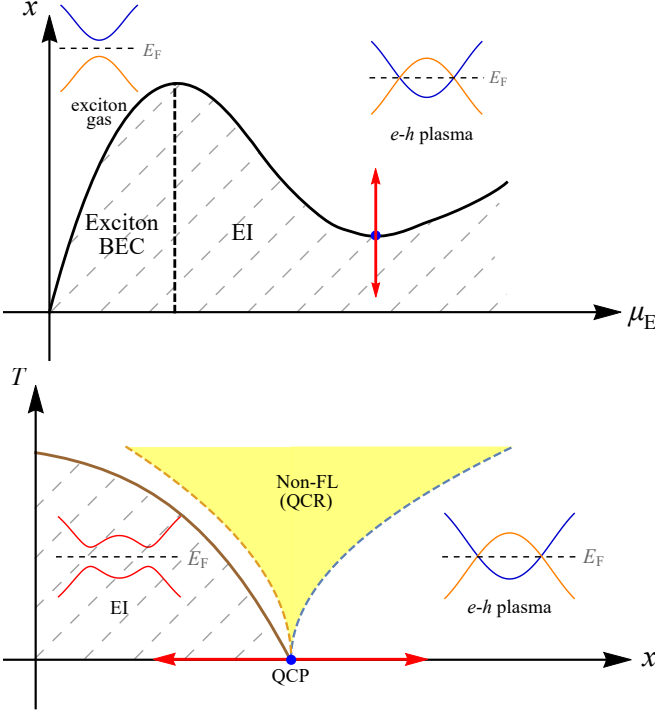 x
E_F
exciton
gas
E_F
e-h plasma
Exciton
BEC
EI
μ_E
T
Non-FL
(QCR)
E_F
E_F
EI
e-h plasma
x
QCP